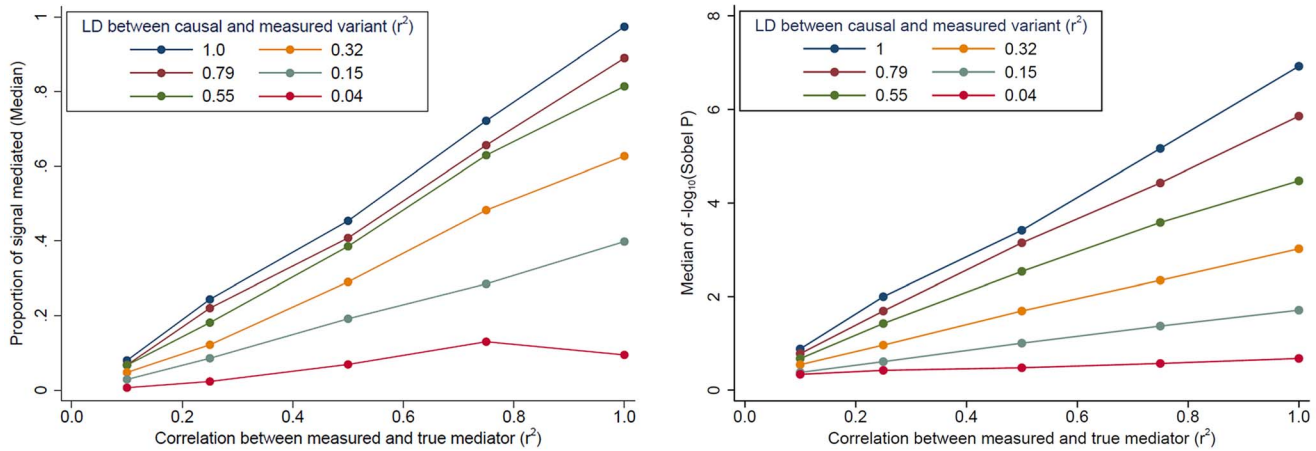 LD between causal and measured variant (r²)
1.0 0.32
0.79 0.15
0.55 0.04
Proportion of signal mediated (Median)
1
.8
.6
.4
.2
0
0.0 0.2 0.4 0.6 0.8 1.0
Correlation between measured and true mediator (r²)
LD between causal and measured variant (r²)
1 0.32
0.79 0.15
0.55 0.04
Median of -log₁₀(Sobel P)
8
6
4
2
0
0.0 0.2 0.4 0.6 0.8 1.0
Correlation between measured and true mediator (r²)